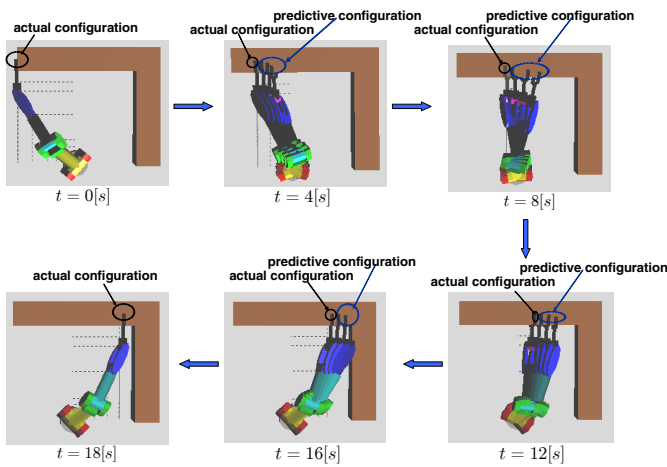 actual configuration
t = 0[s]
predictive configuration
actual configuration
t = 4[s]
predictive configuration
actual configuration
t = 8[s]
predictive configuration
actual configuration
t = 12[s]
predictive configuration
actual configuration
t = 16[s]
actual configuration
t = 18[s]